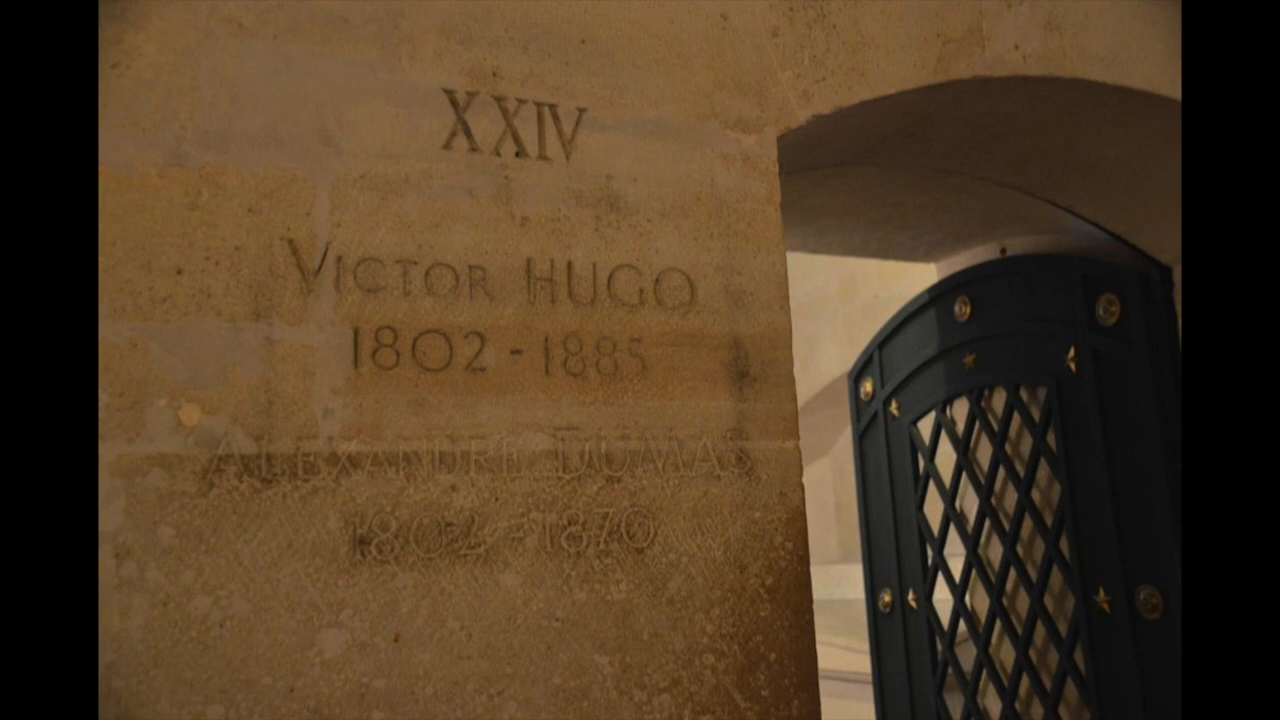 XXIV
VICTOR HUGO
1802 - 1885
ALEXANDRE DUMAS
1802 - 1870